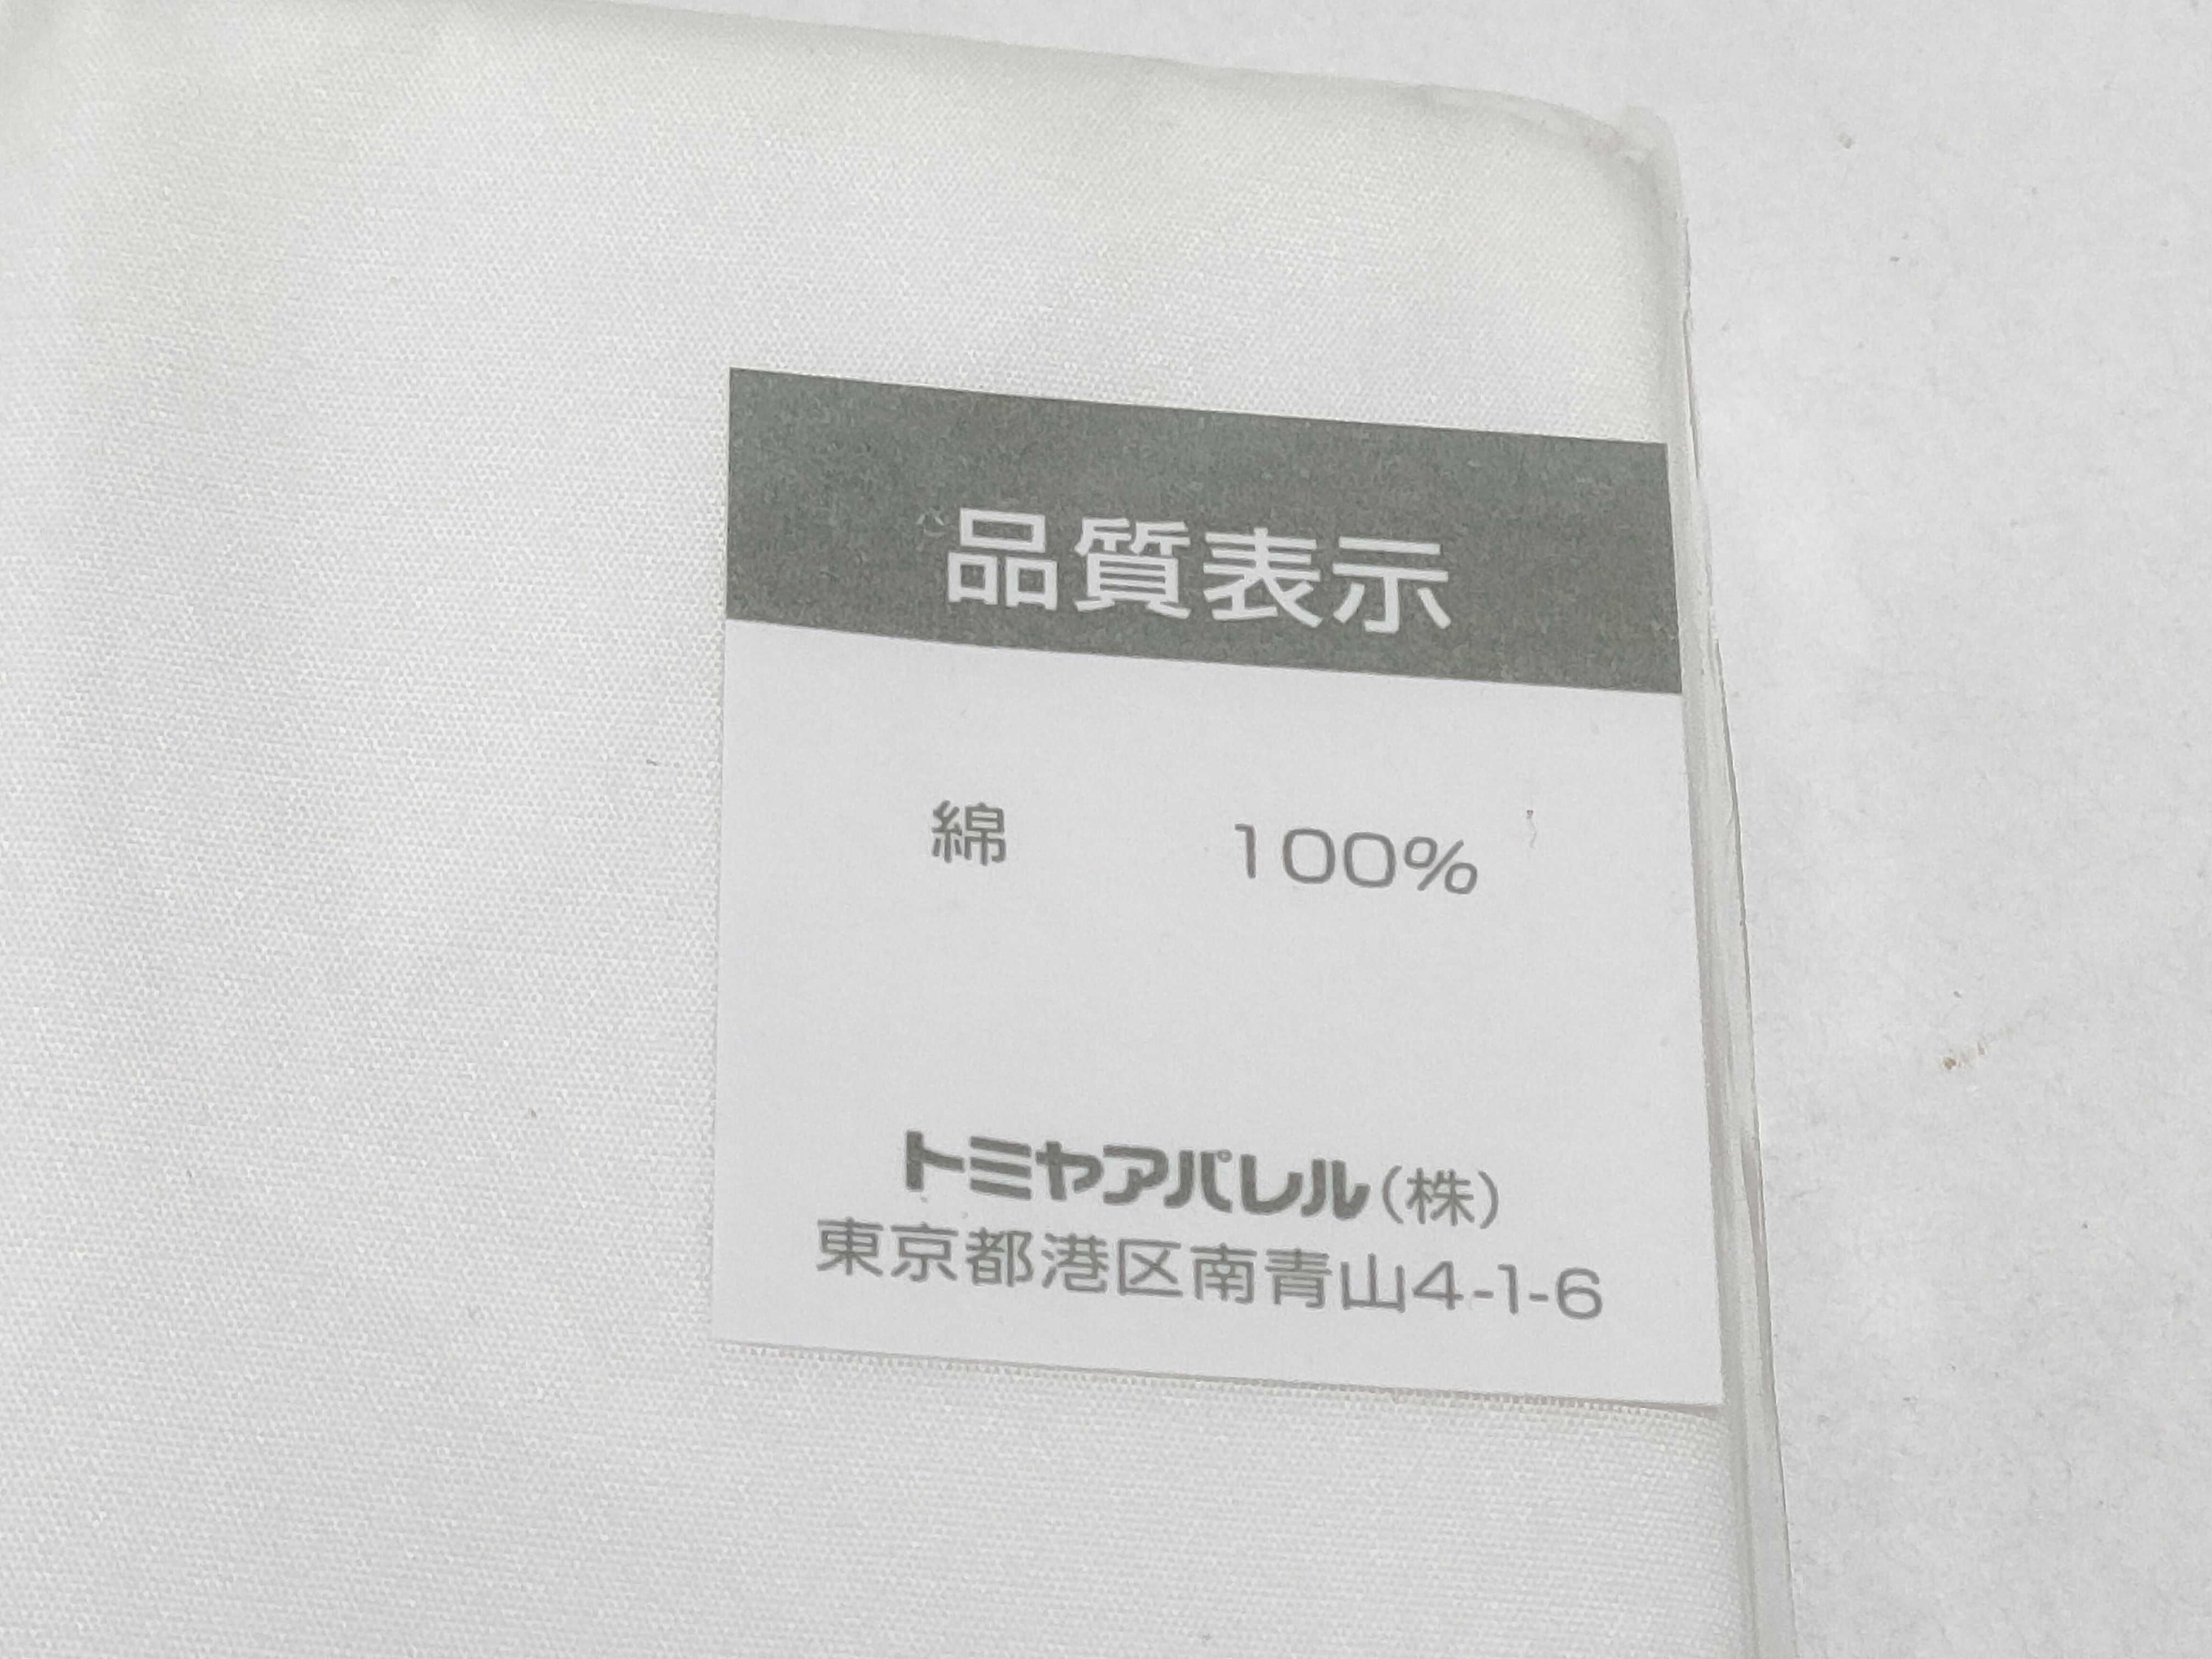 品質表示
綿 100%
トミヤアパレル(株)
東京都港区南青山4-1-6